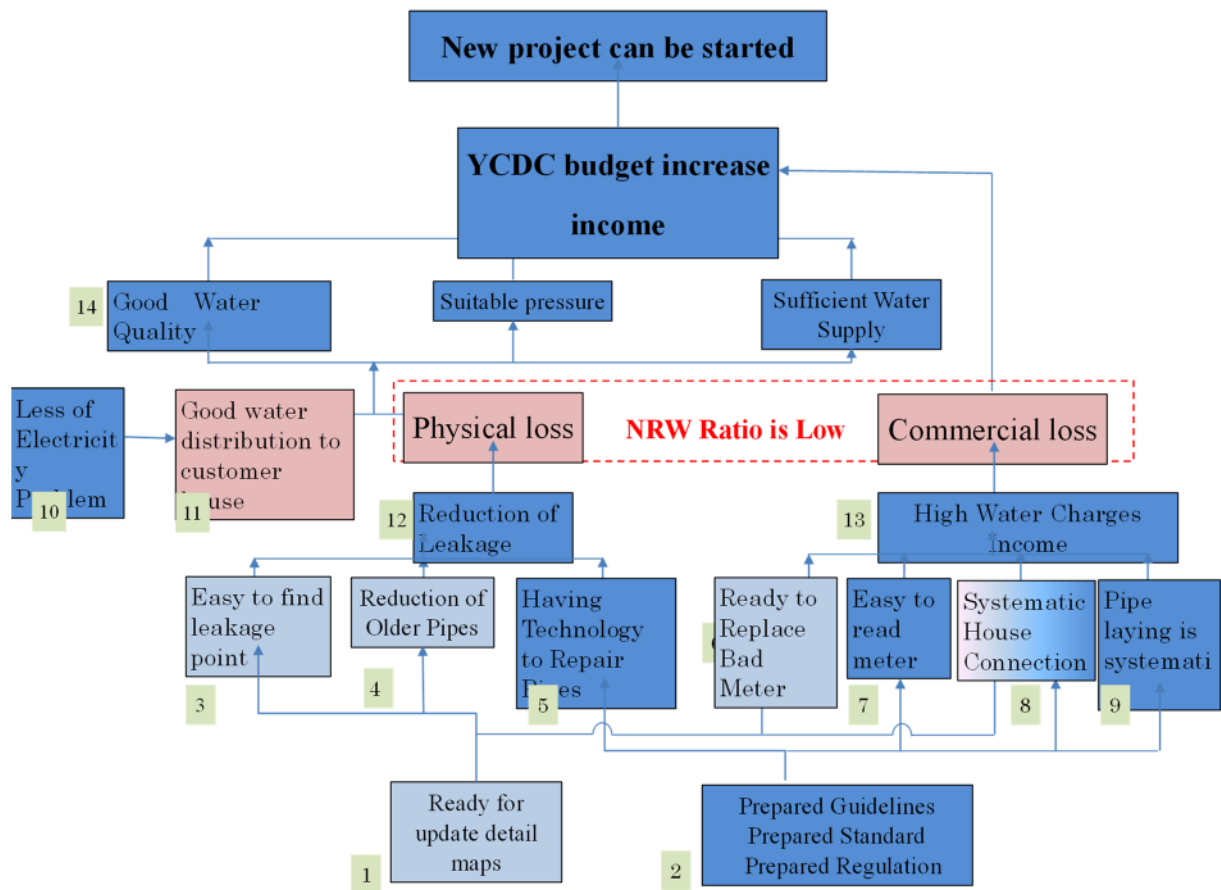 New project can be started
YCDC budget increase
income
14
Good Water
Quality
Suitable pressure
Sufficient Water
Supply
Less of
Electricit
y
Problem
10
Good water
distribution to
customer
house
11
Physical loss
NRW Ratio is Low
Commercial loss
12
Reduction of
Leakage
13
High Water Charges
Income
Easy to find
leakage
point
3
Reduction of
Older Pipes
4
Having
Technology
to Repair
Pipes
5
Ready to
Replace
Bad
Meter
Easy to
read
meter
7
Systematic
House
Connection
8
Pipe
laying is
systemati
9
Ready for
update detail
maps
1
Prepared Guidelines
Prepared Standard
Prepared Regulation
2